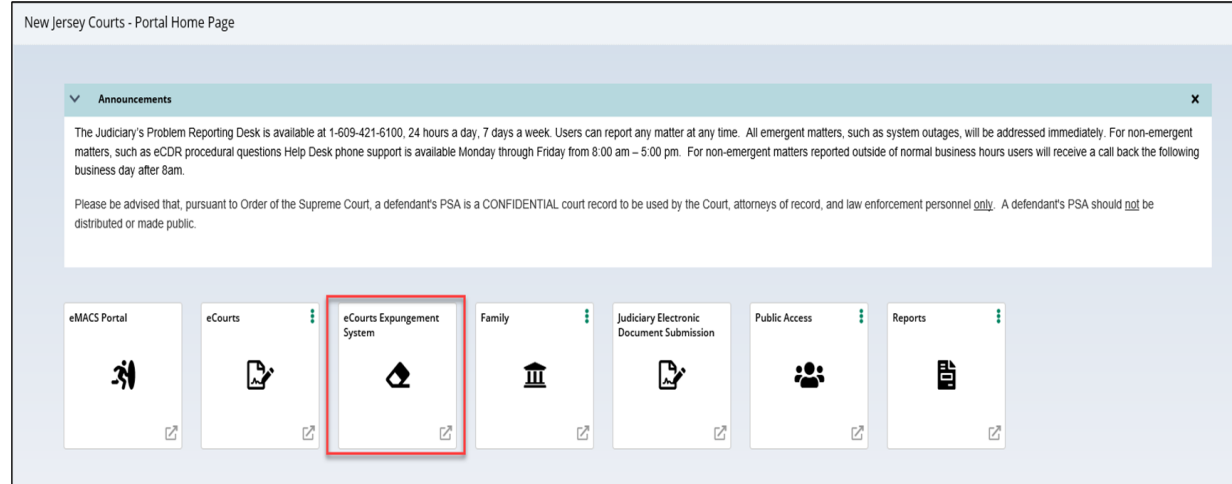 New Jersey Courts - Portal Home Page
Announcements
x
The Judiciary's Problem Reporting Desk is available at 1-609-421-6100, 24 hours a day, 7 days a week. Users can report any matter at any time. All emergent matters, such as system outages, will be addressed immediately. For non-emergent
matters, such as eCDR procedural questions Help Desk phone support is available Monday through Friday from 8:00 am – 5:00 pm. For non-emergent matters reported outside of normal business hours users will receive a call back the following
business day after 8am.
Please be advised that, pursuant to Order of the Supreme Court, a defendant's PSA is a CONFIDENTIAL court record to be used by the Court, attorneys of record, and law enforcement personnel only. A defendant's PSA should not be
distributed or made public.
eMACS Portal
eCourts
eCourts Expungement
System
Family
Judiciary Electronic
Document Submission
Public Access
Reports